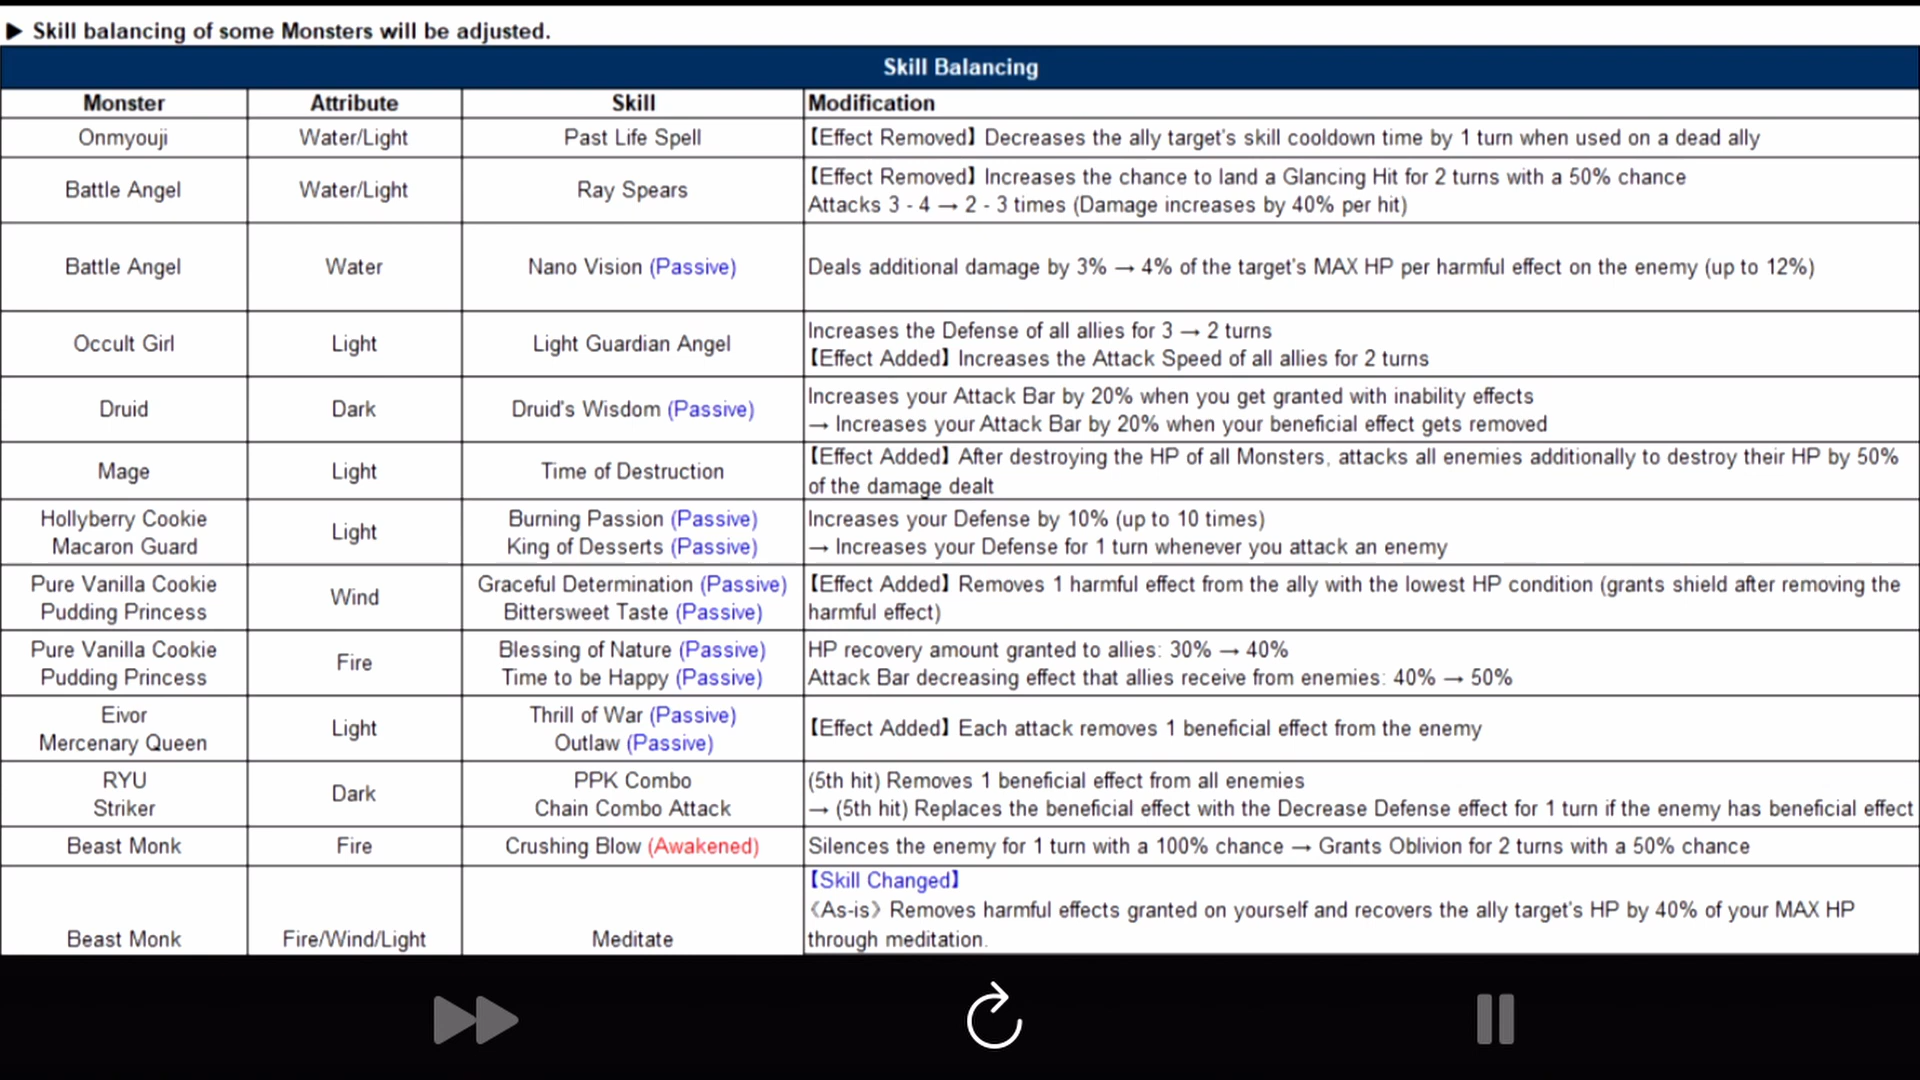 ▶ Skill balancing of some Monsters will be adjusted.
Skill Balancing
Monster Attribute Skill Modification
Onmyouji Water/Light Past Life Spell 【Effect Removed】 Decreases the ally target's skill cooldown time by 1 turn when used on a dead ally
Battle Angel Water/Light Ray Spears 【Effect Removed】 Increases the chance to land a Glancing Hit for 2 turns with a 50% chance
Attacks 3 - 4 → 2 - 3 times (Damage increases by 40% per hit)
Battle Angel Water Nano Vision (Passive) Deals additional damage by 3% → 4% of the target's MAX HP per harmful effect on the enemy (up to 12%)
Occult Girl Light Light Guardian Angel Increases the Defense of all allies for 3 → 2 turns
【Effect Added】 Increases the Attack Speed of all allies for 2 turns
Druid Dark Druid's Wisdom (Passive) Increases your Attack Bar by 20% when you get granted with inability effects
→ Increases your Attack Bar by 20% when your beneficial effect gets removed
Mage Light Time of Destruction 【Effect Added】 After destroying the HP of all Monsters, attacks all enemies additionally to destroy their HP by 50%
of the damage dealt
Hollyberry Cookie Light Burning Passion (Passive) Increases your Defense by 10% (up to 10 times)
Macaron Guard King of Desserts (Passive) → Increases your Defense for 1 turn whenever you attack an enemy
Pure Vanilla Cookie Wind Graceful Determination (Passive) 【Effect Added】 Removes 1 harmful effect from the ally with the lowest HP condition (grants shield after removing the
Pudding Princess Bittersweet Taste (Passive) harmful effect)
Pure Vanilla Cookie Fire Blessing of Nature (Passive) HP recovery amount granted to allies: 30% → 40%
Pudding Princess Time to be Happy (Passive) Attack Bar decreasing effect that allies receive from enemies: 40% → 50%
Eivor Light Thrill of War (Passive) 【Effect Added】 Each attack removes 1 beneficial effect from the enemy
Mercenary Queen Outlaw (Passive)
RYU Dark PPK Combo (5th hit) Removes 1 beneficial effect from all enemies
Striker Chain Combo Attack → (5th hit) Replaces the beneficial effect with the Decrease Defense effect for 1 turn if the enemy has beneficial effect
Beast Monk Fire Crushing Blow (Awakened) Silences the enemy for 1 turn with a 100% chance → Grants Oblivion for 2 turns with a 50% chance
【Skill Changed】
《As-is》 Removes harmful effects granted on yourself and recovers the ally target's HP by 40% of your MAX HP
Beast Monk Fire/Wind/Light Meditate through meditation.